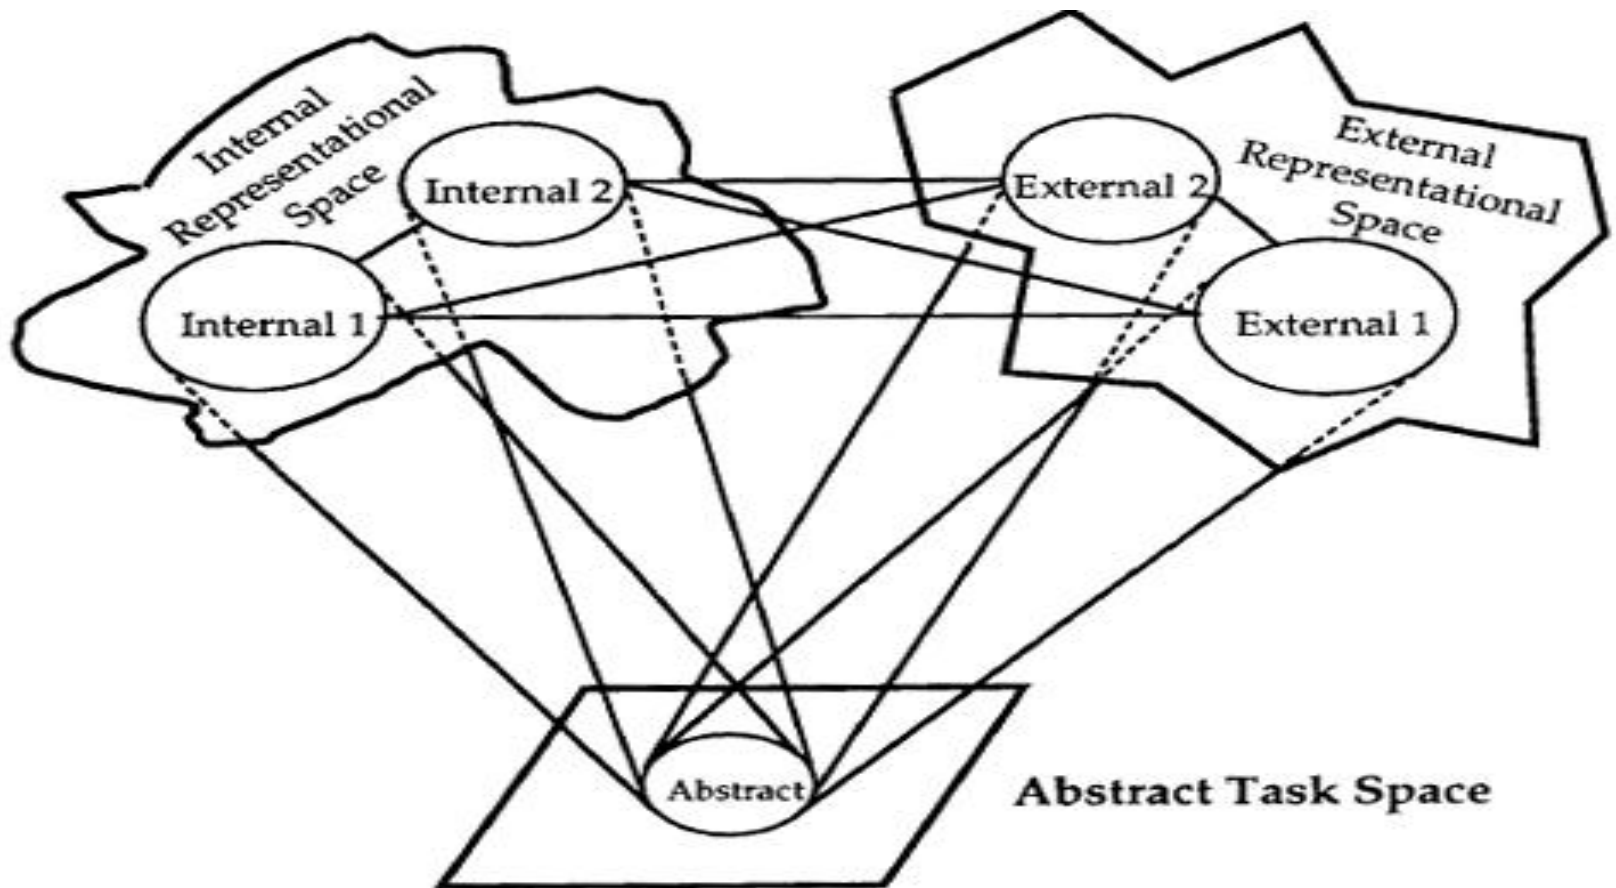 Internal
Representational
Space
Internal 2
Internal 1
External
Representational
Space
External 2
External 1
Abstract
Abstract Task Space